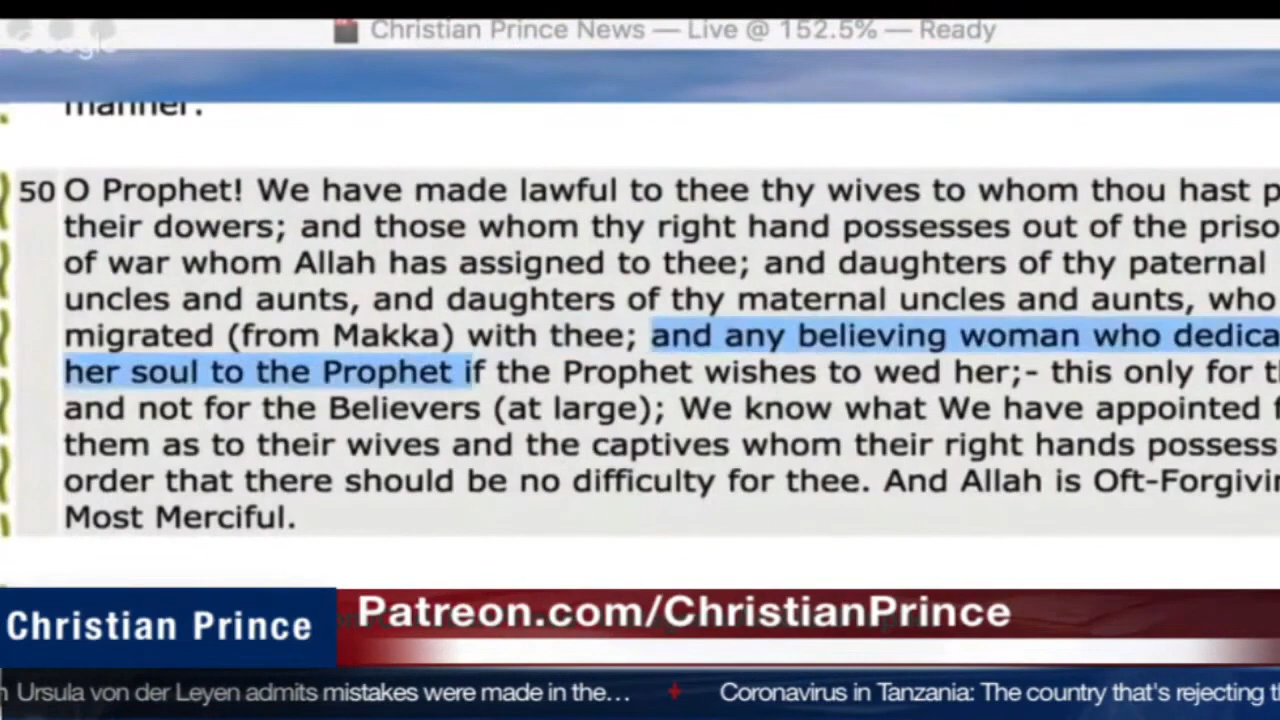 Christian Prince News — Live @ 152.5% — Ready
Google
manner.
50 O Prophet! We have made lawful to thee thy wives to whom thou hast
their dowers; and those whom thy right hand possesses out of the
of war whom Allah has assigned to thee; and daughters of thy paternal
uncles and aunts, and daughters of thy maternal uncles and aunts, who
migrated (from Makka) with thee; and any believing woman who
her soul to the Prophet if the Prophet wishes to wed her;- this only for
and not for the Believers (at large); We know what We have appointed
them as to their wives and the captives whom their right hands possess
order that there should be no difficulty for thee. And Allah is
Most Merciful.
Christian Prince
Patreon.com/ChristianPrince
Ursula von der Leyen admits mistakes were made in the...
Coronavirus in Tanzania: The country that's rejecting